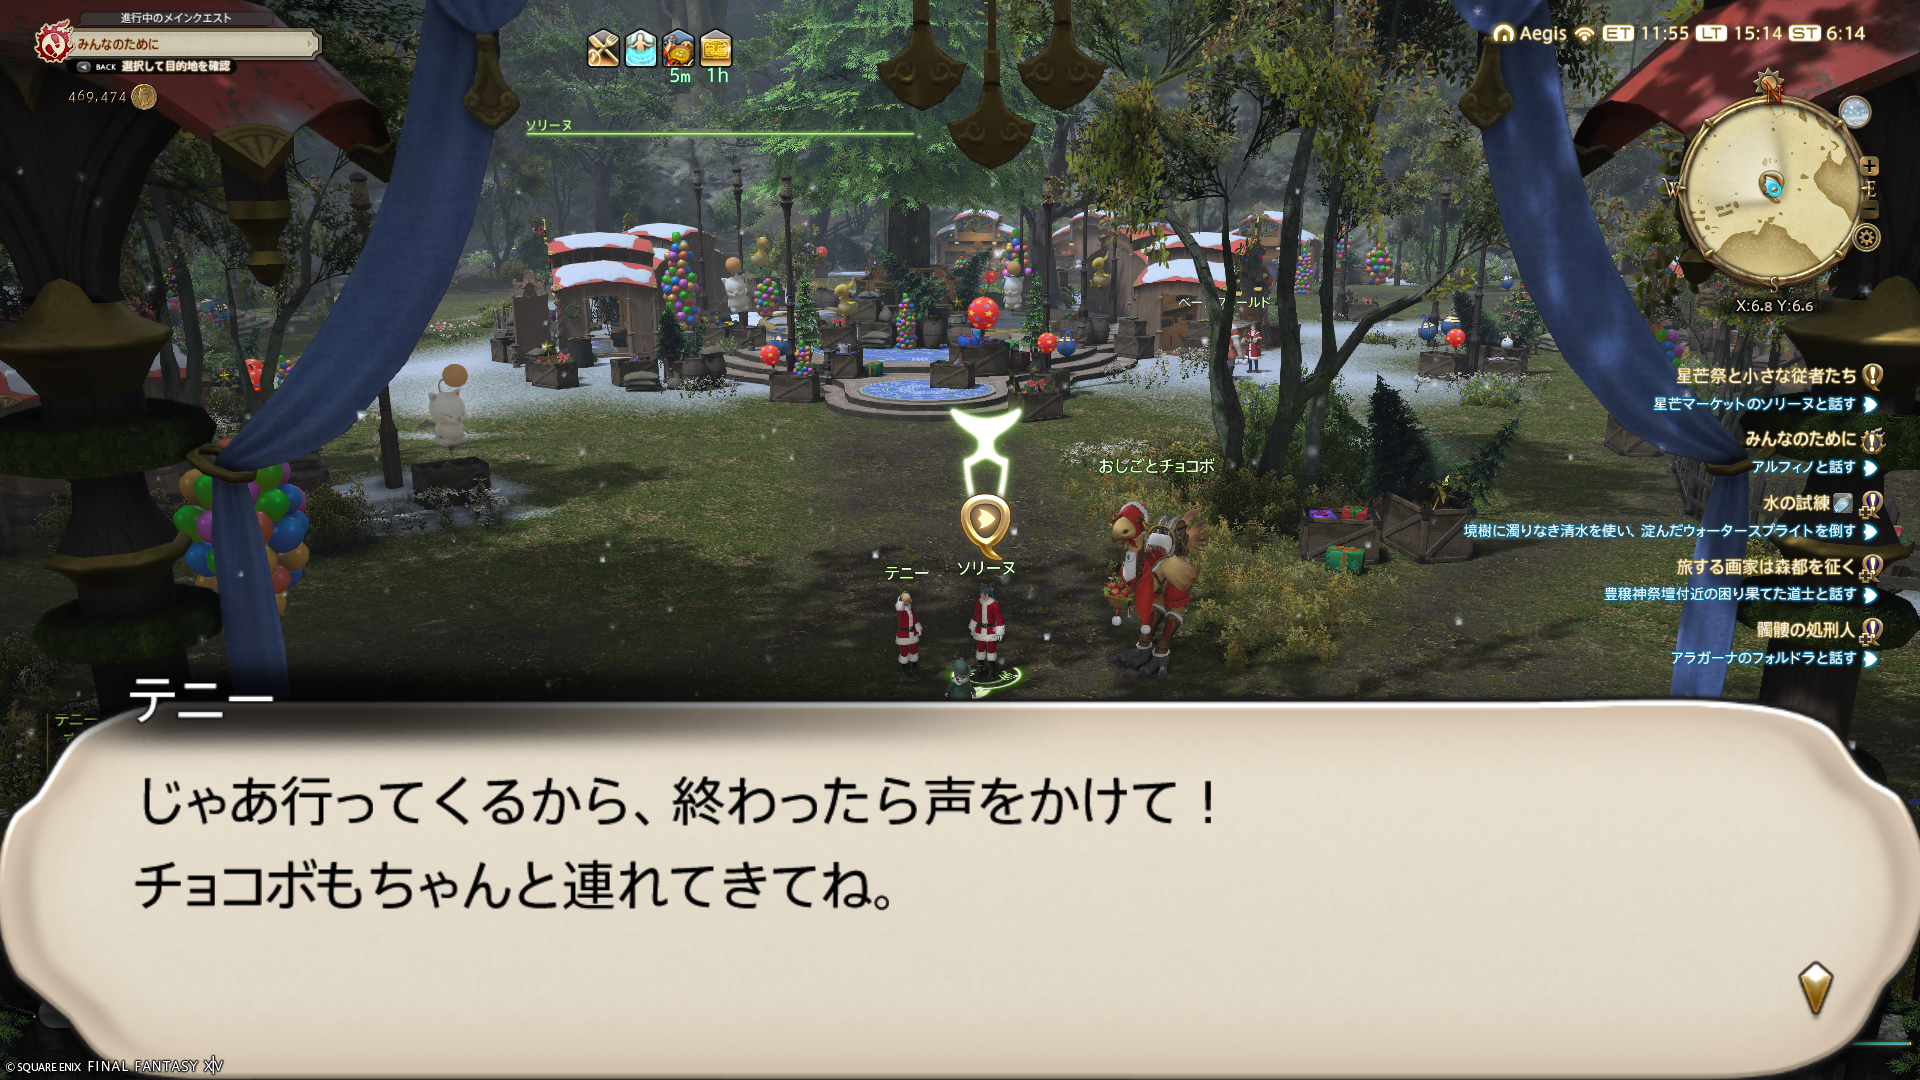 進行中のメインクエスト
みんなのために
BACK 選択して目的地を確認
469,474
5m 1h
ソリーヌ
Aegis ET 11:55 LT 15:14 ST 6:14
N
W E
S
X:6.8 Y:6.6
星芒祭と小さな従者たち
星芒マーケットのソリーヌと話す
みんなのために
アルフィノと話す
水の試練
境樹に濁りなき清水を使い、淀んだウォータースプライトを倒す
旅する画家は森都を征く
豊穣神祭壇付近の困り果てた道士と話す
髑髏の処刑人
アラガーナのフォルドラと話す
おしごとチョコボ
テニー ソリーヌ
テニー
テニー
じゃあ行ってくるから、終わったら声をかけて！
チョコボもちゃんと連れてきてね。
© SQUARE ENIX FINAL FANTASY XIV